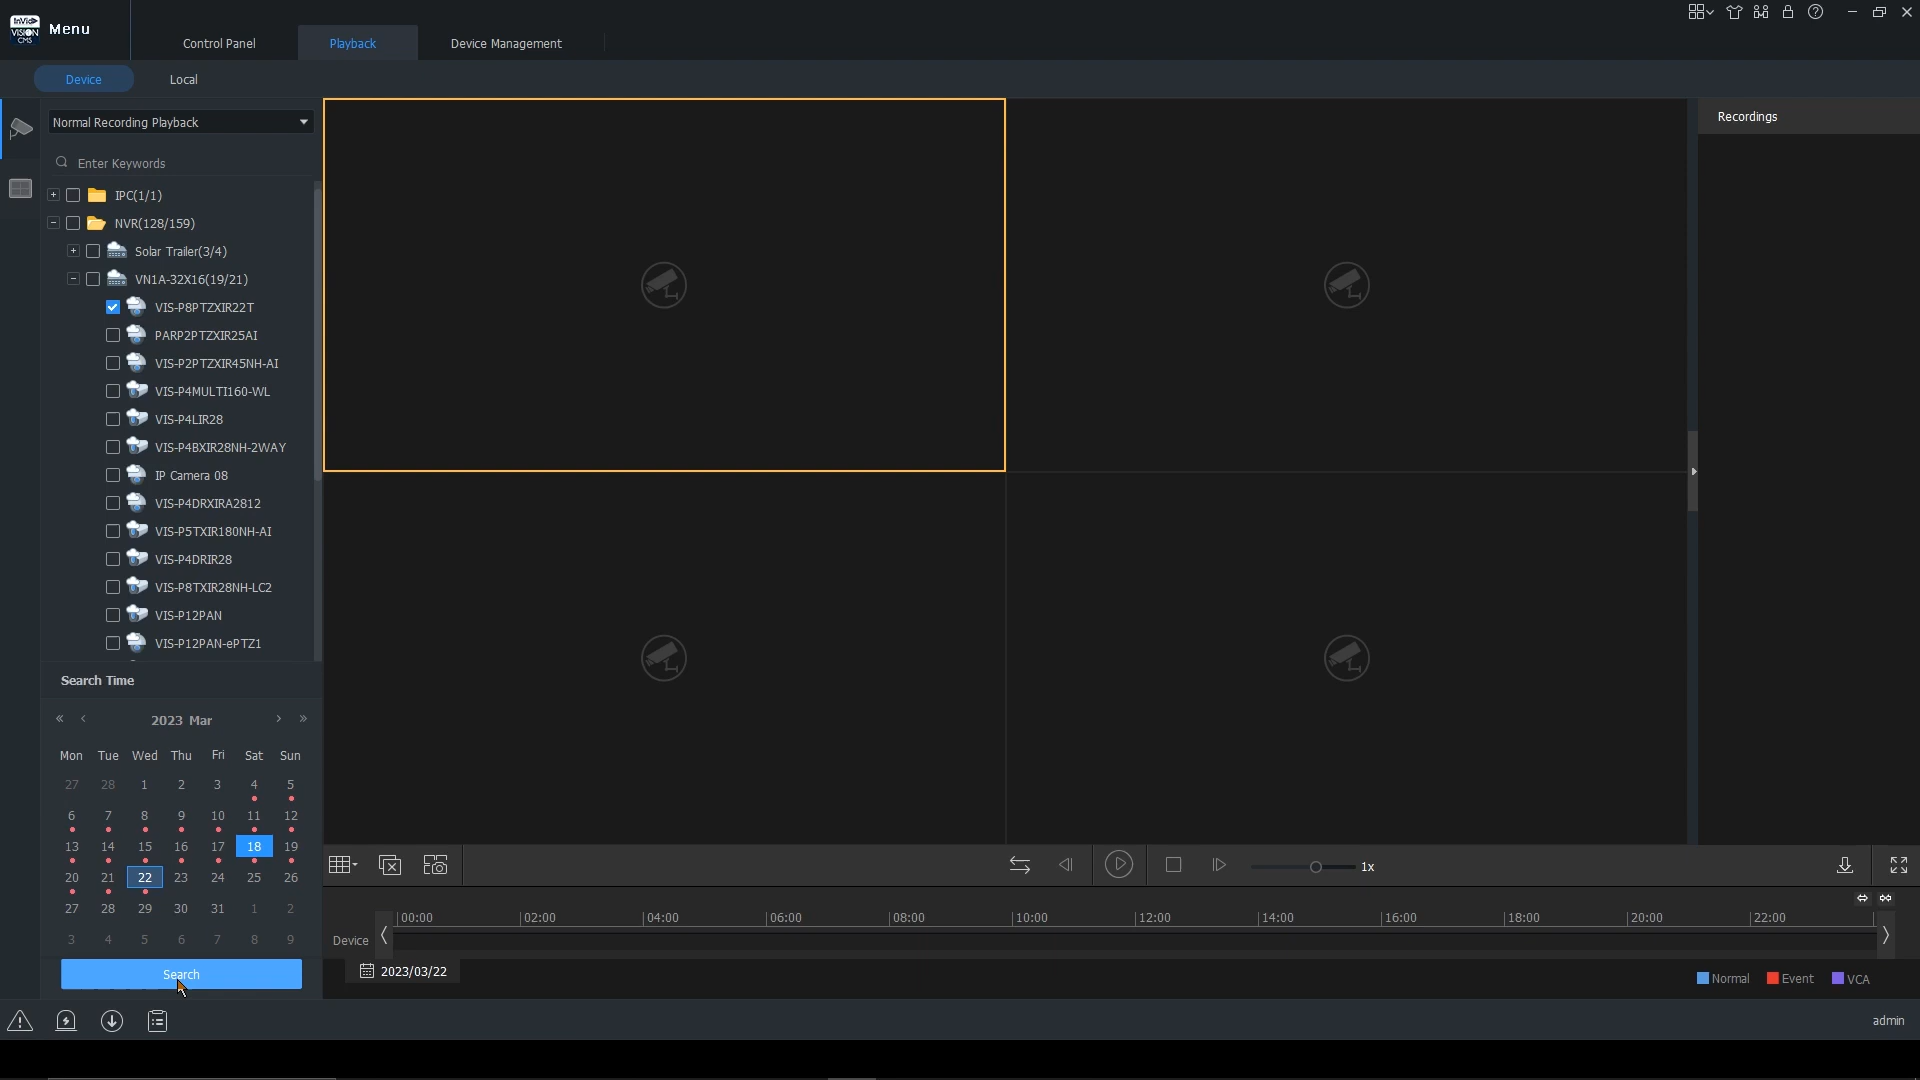 InVid
VISION
CMS
Menu
Control Panel
Playback
Device Management
Device
Local
Normal Recording Playback
Enter Keywords
IPC(1/1)
NVR(128/159)
Solar Trailer(3/4)
VN1A-32X16(19/21)
VIS-P8PTZXIR22T
PARP2PTZXIR25AI
VIS-P2PTZXIR45NH-AI
VIS-P4MULTI160-WL
VIS-P4LIR28
VIS-P4BXIR28NH-2WAY
IP Camera 08
VIS-P4DRXIRA2812
VIS-P5TXIR180NH-AI
VIS-P4DRIR28
VIS-P8TXIR28NH-LC2
VIS-P12PAN
VIS-P12PAN-ePTZ1
Search Time
2023 Mar
Mon Tue Wed Thu Fri Sat Sun
27 28 1 2 3 4 5
6 7 8 9 10 11 12
13 14 15 16 17 18 19
20 21 22 23 24 25 26
27 28 29 30 31 1 2
3 4 5 6 7 8 9
Search
Recordings
1x
00:00 02:00 04:00 06:00 08:00 10:00 12:00 14:00 16:00 18:00 20:00 22:00
Device
2023/03/22
Normal Event VCA
admin